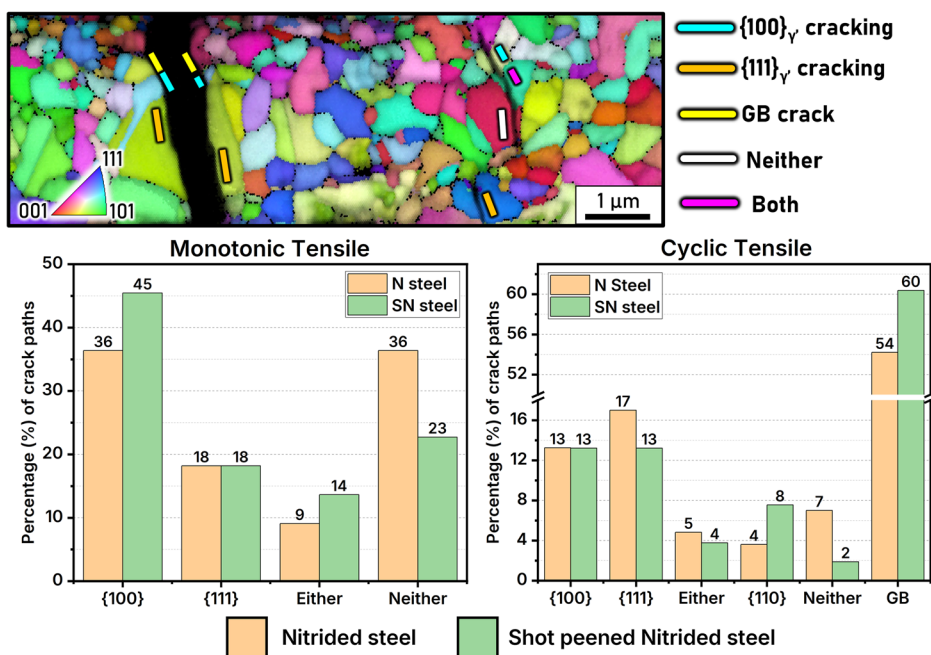 {100}γ' cracking
{111}γ' cracking
GB crack
Neither
Both
111
001
101
1 µm
Monotonic Tensile
Percentage (%) of crack paths
50
40
30
20
10
0
N steel
SN steel
36
45
18
18
9
14
36
23
{100}
{111}
Either
Neither
Cyclic Tensile
Percentage (%) of crack paths
60
56
52
16
12
8
4
0
N Steel
SN steel
13
13
17
13
5
4
4
8
7
2
54
60
{100}
{111}
Either
{110}
Neither
GB
Nitrided steel
Shot peened Nitrided steel